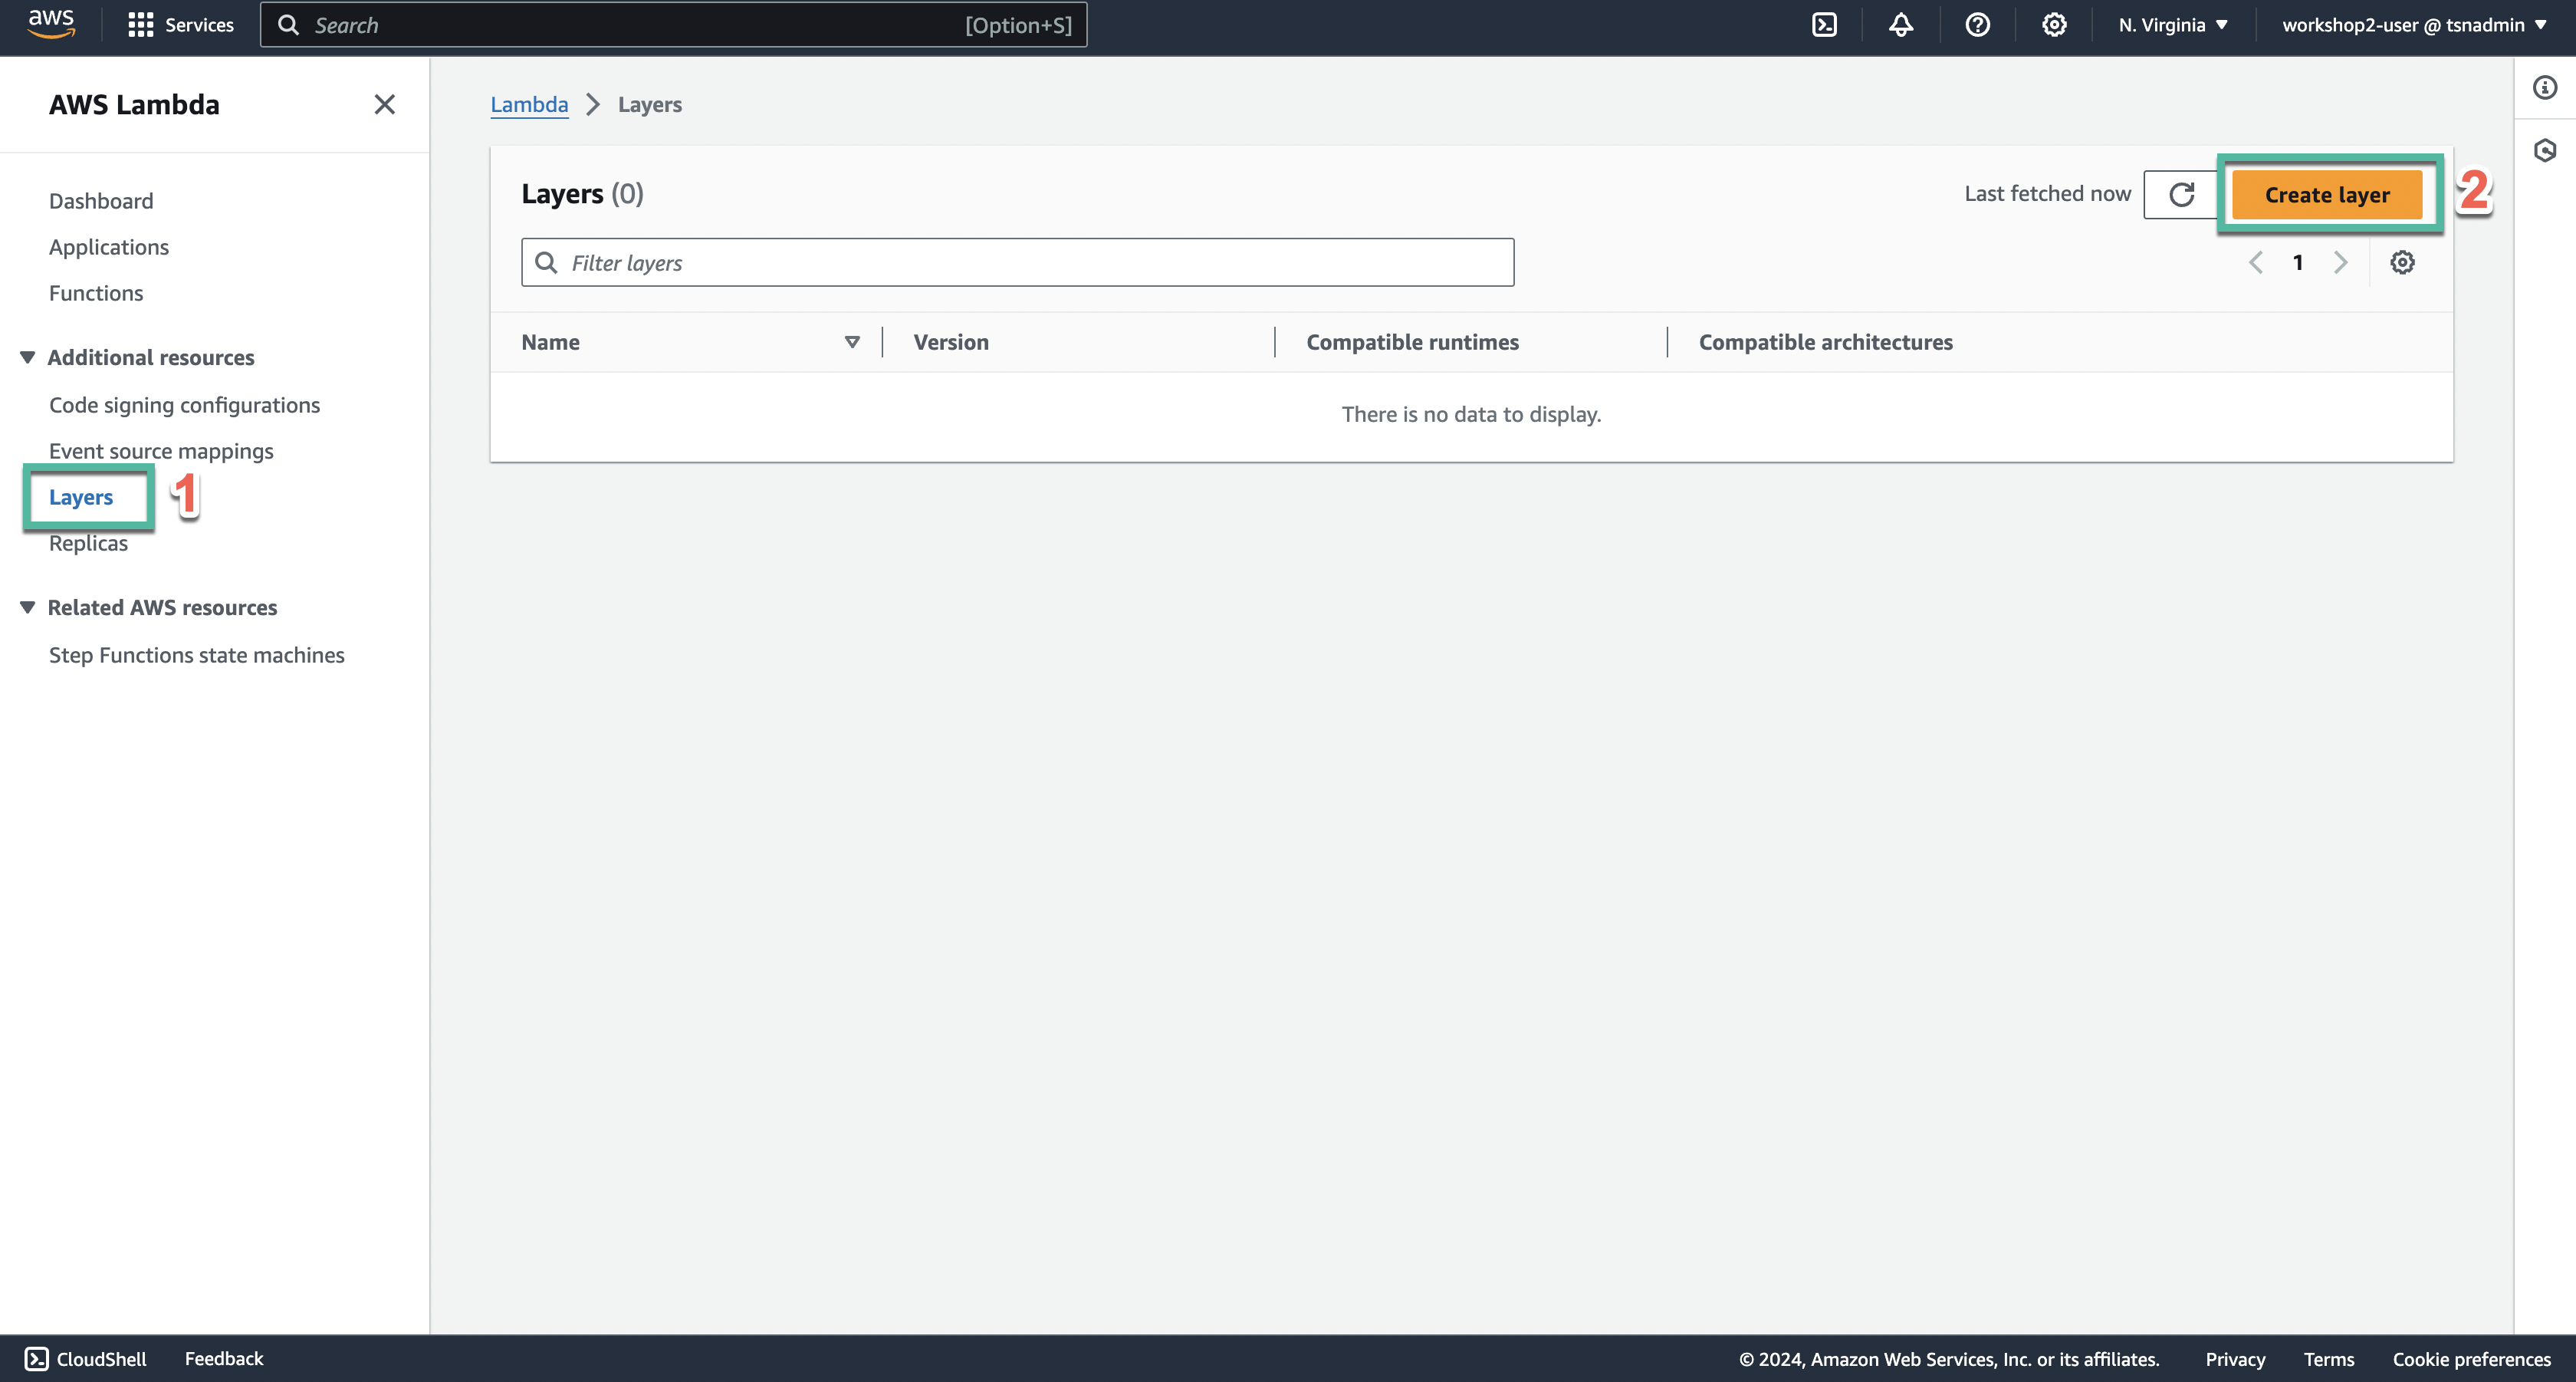 aws Services Search [Option+S] N. Virginia workshop2-user @ tsnadmin
AWS Lambda
Dashboard
Applications
Functions
Additional resources
Code signing configurations
Event source mappings
Layers 1
Replicas
Related AWS resources
Step Functions state machines
Lambda Layers
Layers (0) Last fetched now Create layer 2
Filter layers 1
Name Version Compatible runtimes Compatible architectures
There is no data to display.
CloudShell Feedback © 2024, Amazon Web Services, Inc. or its affiliates. Privacy Terms Cookie preferences